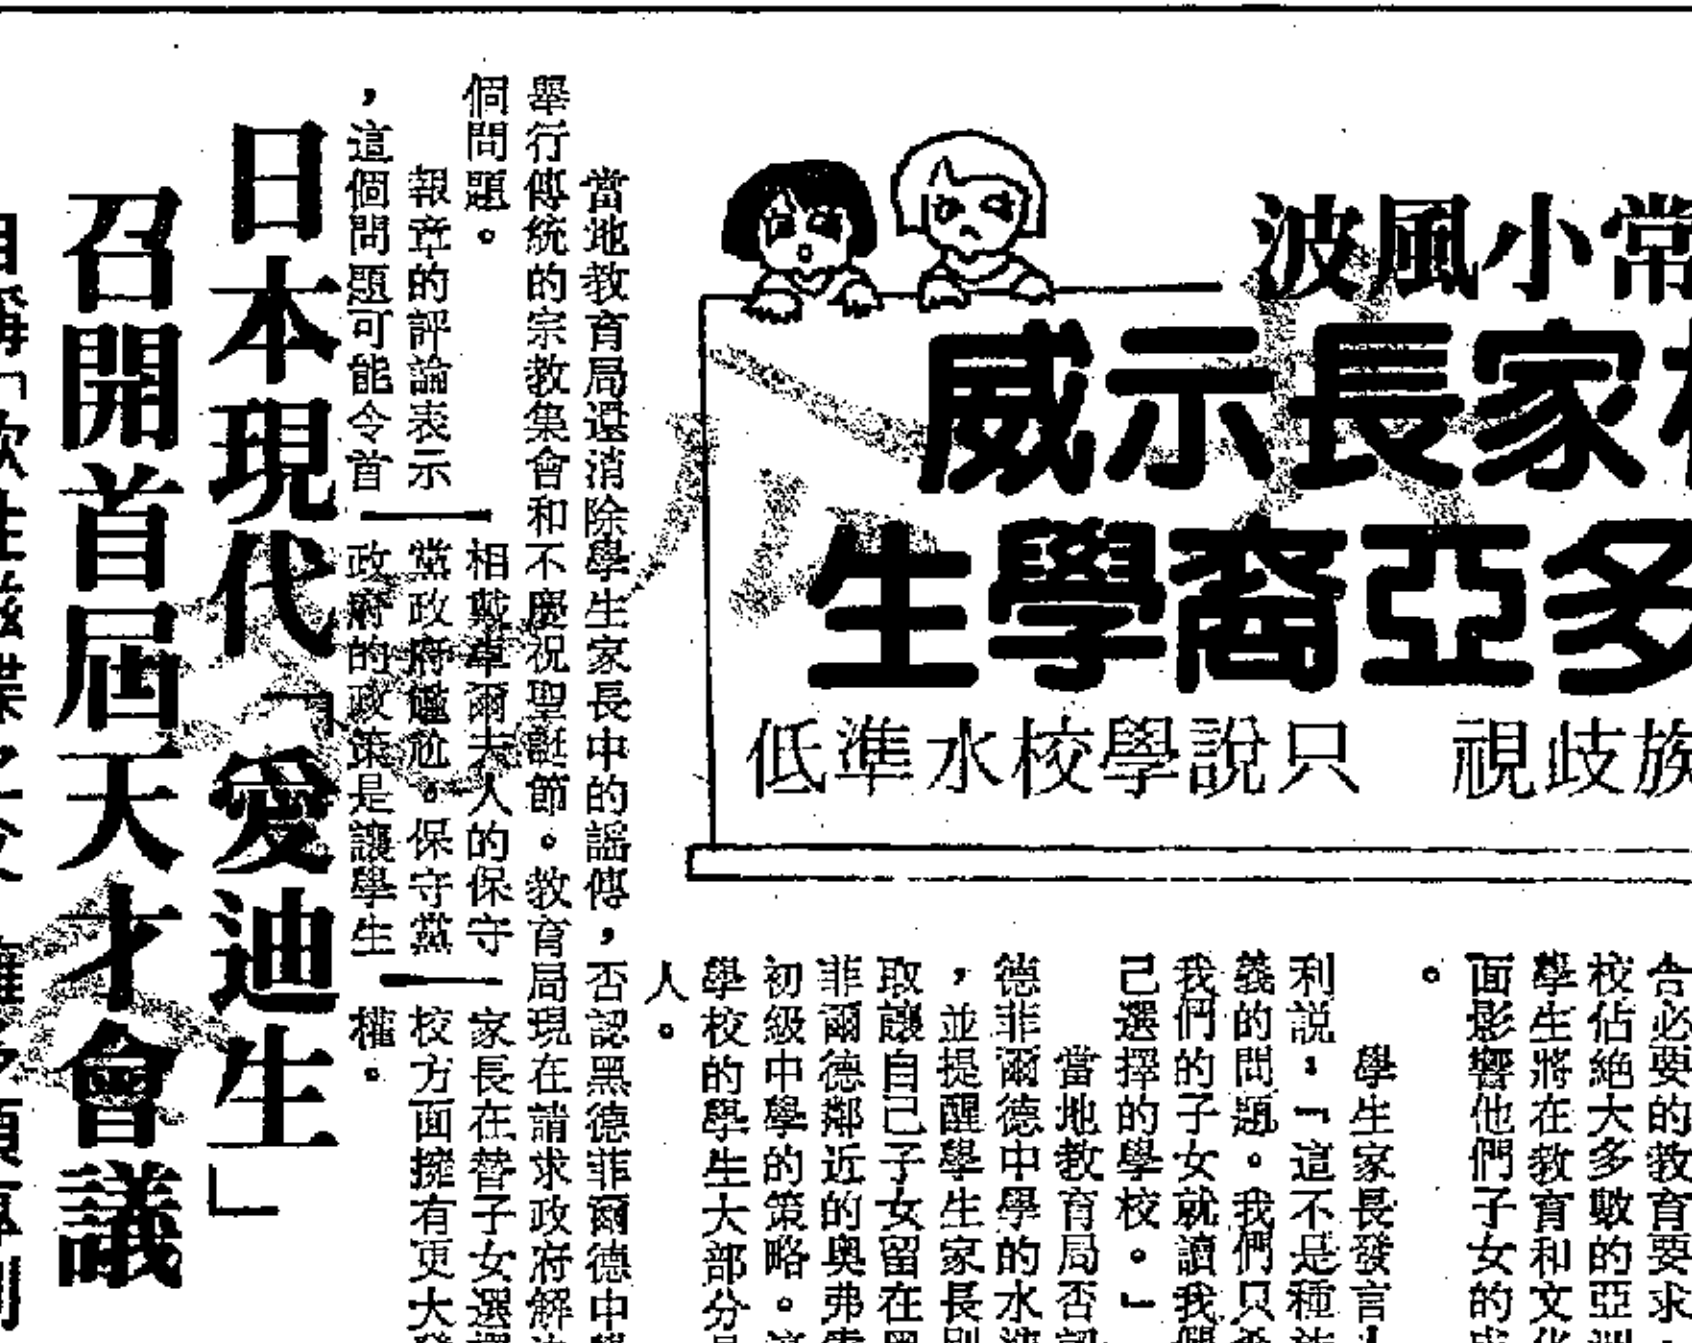 常小風波
家長示威
多亞裔學生
族歧視　只說學校水準低
合必要的教育要求
校佔絕大多數的亞
學生將在教育和文
面影響他們子女的
。
學生家長發言
利說：「這不是種
義的問題。我們只
我們的子女就讀我
己選擇的學校。」
當地教育局否
德菲爾德中學的水
，並提醒學生家長別
取讓自己子女留在
菲爾德鄰近的奧弗
初級中學的策略。
學校的學生大部分
人。
當地教育局還消除學生家長中的謠傳，否認黑德菲爾德中
舉行傳統的宗教集會和不慶祝聖誕節。教育局現在請求政府解
個問題。
報章的評論表示
，這個問題可能令首
相戴卓爾夫人的保守
黨政府尷尬。保守黨
政府的政策是讓學生
家長在替子女選
校方面擁有更大
權。
日本現代「愛迪生」
召開首屆天才會議